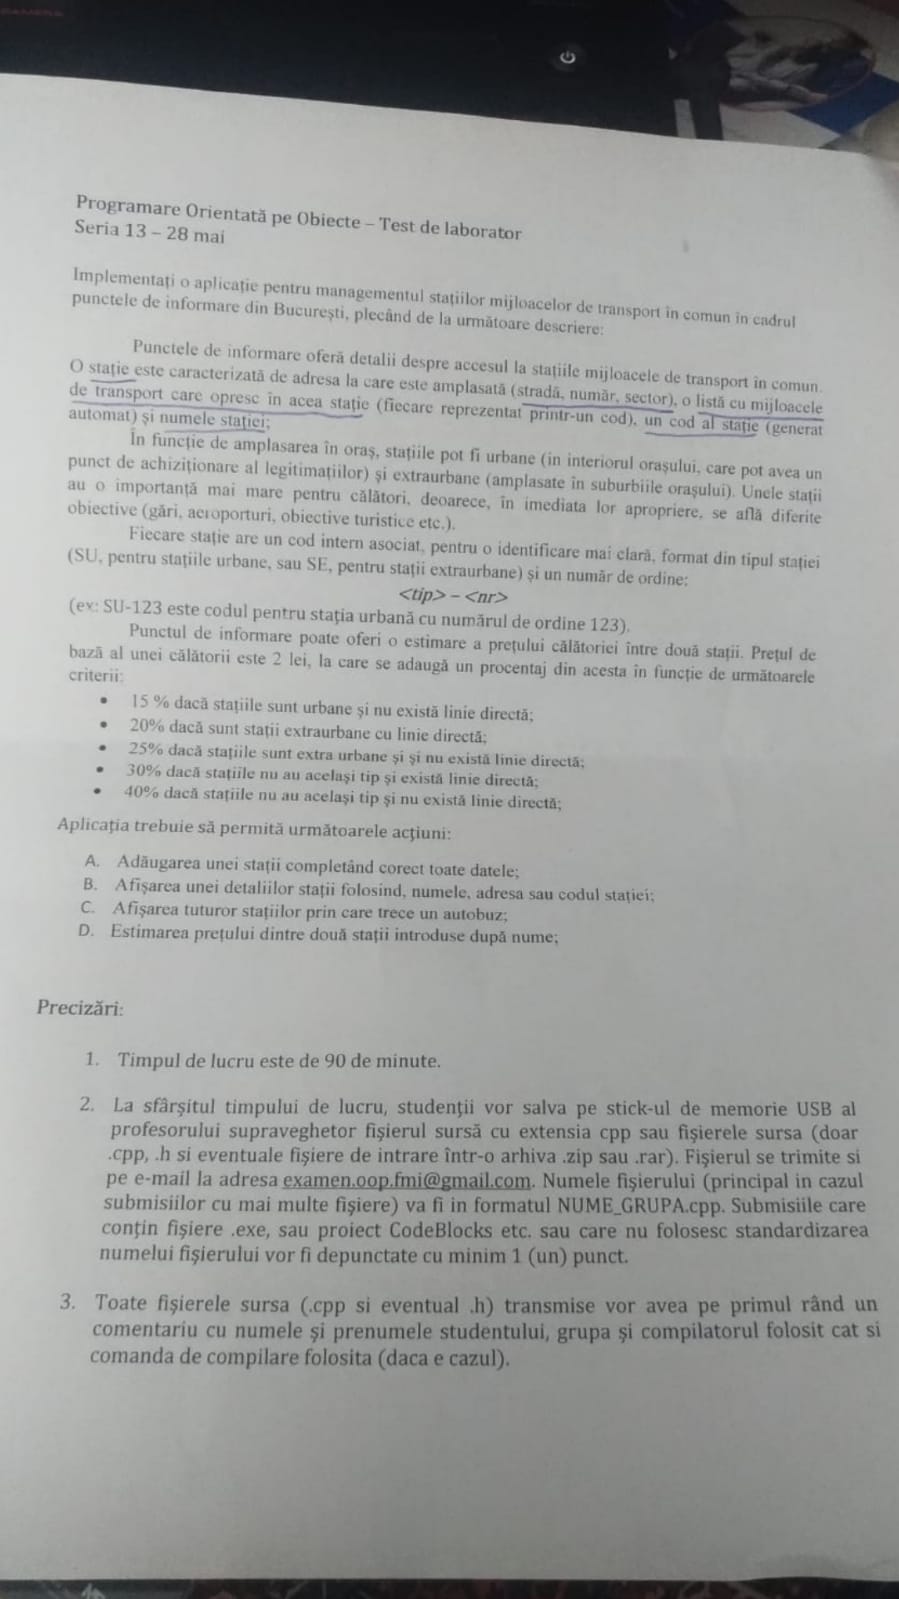 Programare Orientată pe Obiecte – Test de laborator
Seria 13 – 28 mai
Implementați o aplicație pentru managementul stațiilor mijloacelor de transport în comun în cadrul
punctele de informare din București, plecând de la următoare descriere:
Punctele de informare oferă detalii despre accesul la stațiile mijloacele de transport în comun.
O stație este caracterizată de adresa la care este amplasată (stradă, număr, sector), o listă cu mijloacele
de transport care opresc în acea stație (fiecare reprezentat printr-un cod), un cod al stație (generat
automat) și numele stației;
În funcție de amplasarea în oraș, stațiile pot fi urbane (in interiorul orașului, care pot avea un
punct de achiziționare al legitimațiilor) și extraurbane (amplasate în suburbiile orașului). Unele stații
au o importanță mai mare pentru călători, deoarece, în imediata lor apropriere, se află diferite
obiective (gări, aeroporturi, obiective turistice etc.).
Fiecare stație are un cod intern asociat, pentru o identificare mai clară, format din tipul stației
(SU, pentru stațiile urbane, sau SE, pentru stații extraurbane) și un număr de ordine:
<tip> – <nr>
(ex: SU-123 este codul pentru stația urbană cu numărul de ordine 123).
Punctul de informare poate oferi o estimare a prețului călătoriei între două stații. Prețul de
bază al unei călătorii este 2 lei, la care se adaugă un procentaj din acesta în funcție de următoarele
criterii:
• 15 % dacă stațiile sunt urbane și nu există linie directă;
• 20% dacă sunt stații extraurbane cu linie directă;
• 25% dacă stațiile sunt extra urbane și și nu există linie directă;
• 30% dacă stațiile nu au același tip și există linie directă;
• 40% dacă stațiile nu au același tip și nu există linie directă;
Aplicația trebuie să permită următoarele acțiuni:
A. Adăugarea unei stații completând corect toate datele;
B. Afișarea unei detaliilor stații folosind, numele, adresa sau codul stației;
C. Afișarea tuturor stațiilor prin care trece un autobuz;
D. Estimarea prețului dintre două stații introduse după nume;
Precizări:
1. Timpul de lucru este de 90 de minute.
2. La sfârșitul timpului de lucru, studenții vor salva pe stick-ul de memorie USB al
profesorului supraveghetor fișierul sursă cu extensia cpp sau fișierele sursa (doar
.cpp, .h si eventuale fișiere de intrare într-o arhiva .zip sau .rar). Fișierul se trimite si
pe e-mail la adresa examen.oop.fmi@gmail.com. Numele fișierului (principal in cazul
submisiilor cu mai multe fișiere) va fi in formatul NUME_GRUPA.cpp. Submisiile care
conțin fișiere .exe, sau proiect CodeBlocks etc. sau care nu folosesc standardizarea
numelui fișierului vor fi depunctate cu minim 1 (un) punct.
3. Toate fișierele sursa (.cpp si eventual .h) transmise vor avea pe primul rând un
comentariu cu numele și prenumele studentului, grupa și compilatorul folosit cat si
comanda de compilare folosita (daca e cazul).